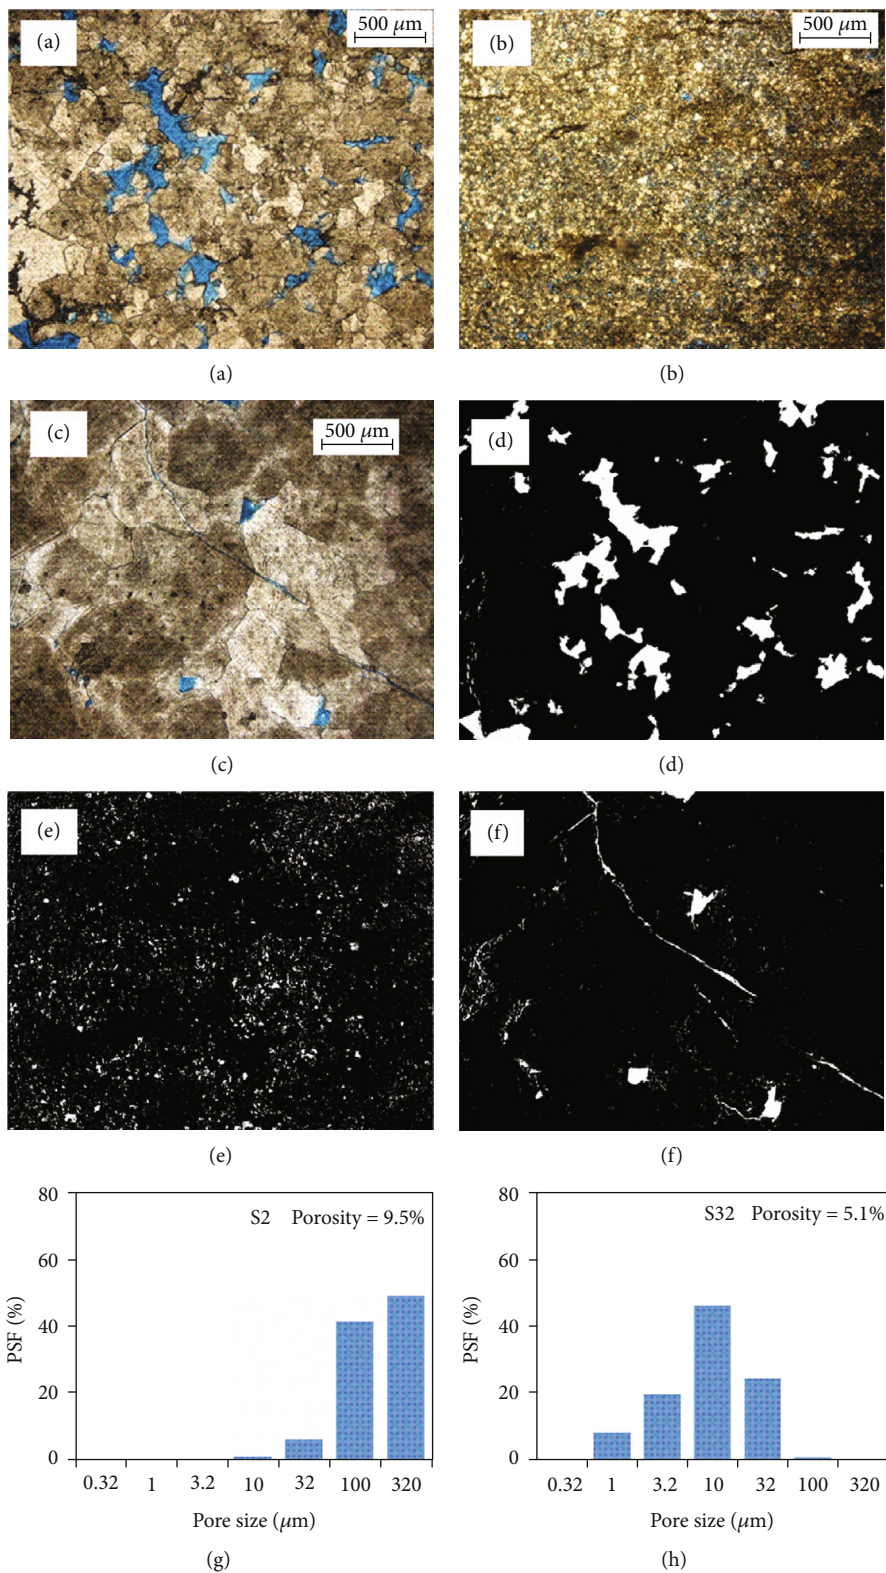 (a)
500 μm
(b)
500 μm
(a)
(b)
(c)
500 μm
(d)
(c)
(d)
(e)
(f)
(e)
(f)
80
60
40
20
0
PSF (%)
S2 Porosity = 9.5%
0.32 1 3.2 10 32 100 320
Pore size (μm)
(g)
80
60
40
20
0
PSF (%)
S32 Porosity = 5.1%
0.32 1 3.2 10 32 100 320
Pore size (μm)
(h)